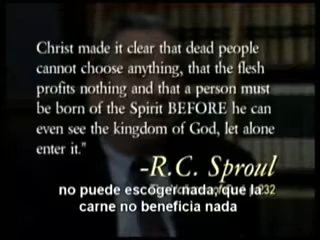 Christ made it clear that dead people
cannot choose anything, that the flesh
profits nothing and that a person must
be born of the Spirit BEFORE he can
even see the kingdom of God, let alone
enter it."
-R.C. Sproul
232
no puede escoger nada, que la
carne no beneficia nada